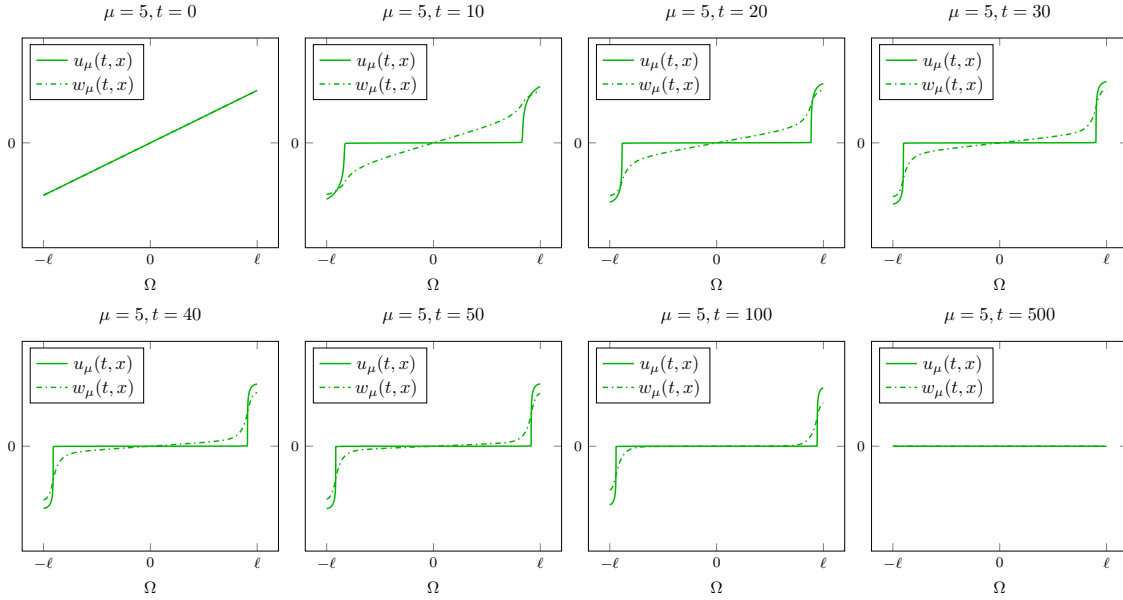 μ = 5, t = 0
u_μ(t, x)
w_μ(t, x)
0
−ℓ 0 ℓ
Ω
μ = 5, t = 10
u_μ(t, x)
w_μ(t, x)
0
−ℓ 0 ℓ
Ω
μ = 5, t = 20
u_μ(t, x)
w_μ(t, x)
0
−ℓ 0 ℓ
Ω
μ = 5, t = 30
u_μ(t, x)
w_μ(t, x)
0
−ℓ 0 ℓ
Ω
μ = 5, t = 40
u_μ(t, x)
w_μ(t, x)
0
−ℓ 0 ℓ
Ω
μ = 5, t = 50
u_μ(t, x)
w_μ(t, x)
0
−ℓ 0 ℓ
Ω
μ = 5, t = 100
u_μ(t, x)
w_μ(t, x)
0
−ℓ 0 ℓ
Ω
μ = 5, t = 500
u_μ(t, x)
w_μ(t, x)
0
−ℓ 0 ℓ
Ω